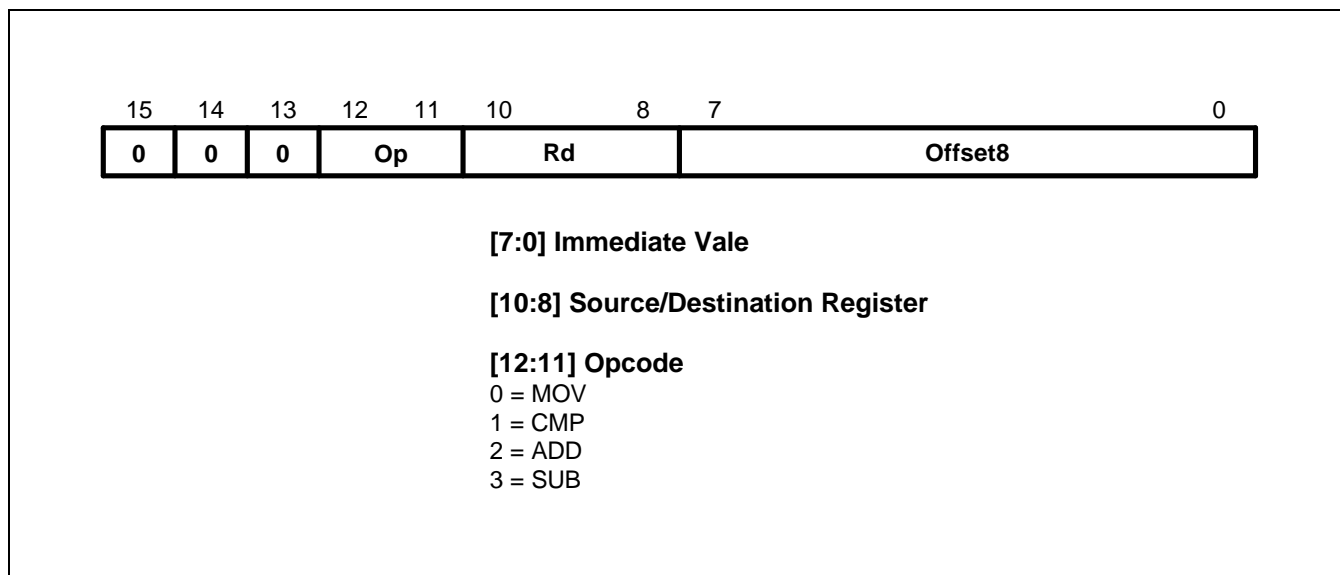 15 14 13 12 11 10 8 7 0
0 0 0 Op Rd Offset8
[7:0] Immediate Vale
[10:8] Source/Destination Register
[12:11] Opcode
0 = MOV
1 = CMP
2 = ADD
3 = SUB